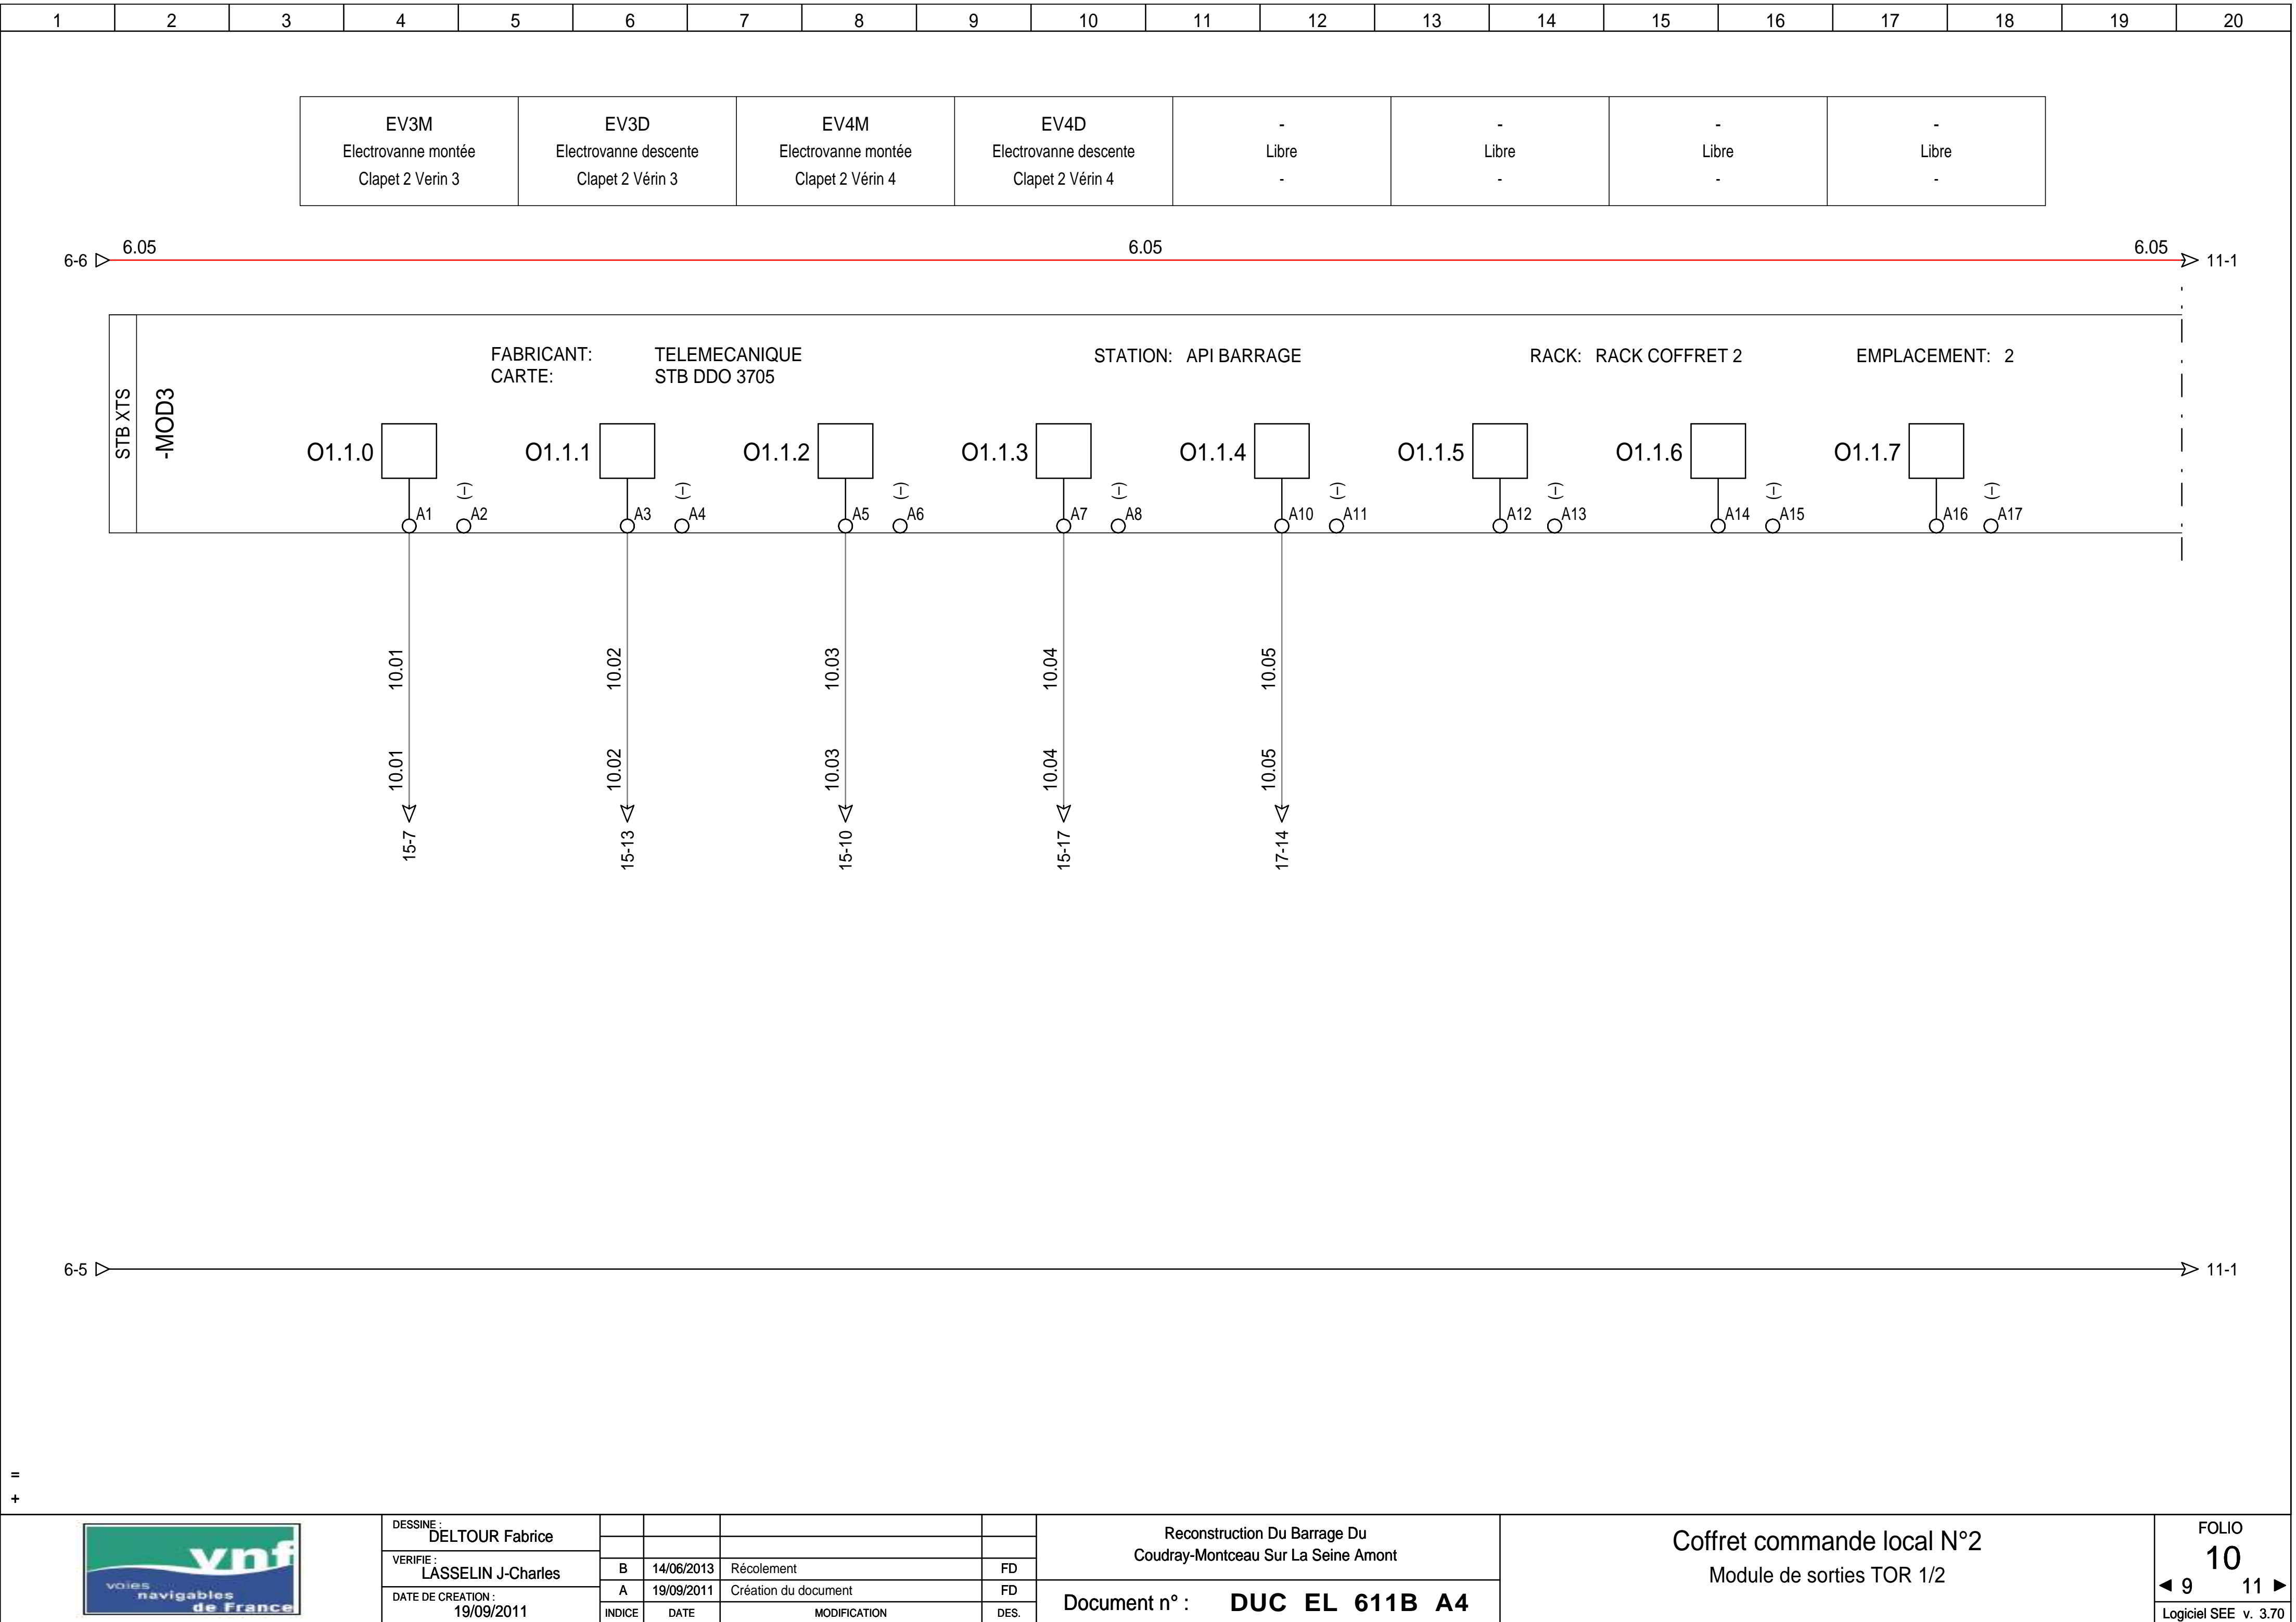 1 2 3 4 5 6 7 8 9 10 11 12 13 14 15 16 17 18 19 20
EV3M EV3D EV4M EV4D - - - -
Electrovanne montée Electrovanne descente Electrovanne montée Electrovanne descente Libre Libre Libre Libre
Clapet 2 Verin 3 Clapet 2 Vérin 3 Clapet 2 Vérin 4 Clapet 2 Vérin 4 - - - -
6.05 6.05 6.05
6-6 11-1
FABRICANT: TELEMECANIQUE STATION: API BARRAGE RACK: RACK COFFRET 2 EMPLACEMENT: 2
CARTE: STB DDO 3705
STB XTS
-MOD3
O1.1.0 O1.1.1 O1.1.2 O1.1.3 O1.1.4 O1.1.5 O1.1.6 O1.1.7
(-) (-) (-) (-) (-) (-) (-) (-)
A1 A2 A3 A4 A5 A6 A7 A8 A10 A11 A12 A13 A14 A15 A16 A17
10.01 10.02 10.03 10.04 10.05
10.01 10.02 10.03 10.04 10.05
15-7 15-13 15-10 15-17 17-14
6-5 11-1
=
+
vnf
voies
navigables
de France
DESSINE :
DELTOUR Fabrice
VERIFIE :
LASSELIN J-Charles
DATE DE CREATION :
19/09/2011
B 14/06/2013 Récolement FD
A 19/09/2011 Création du document FD
INDICE DATE MODIFICATION DES.
Reconstruction Du Barrage Du
Coudray-Montceau Sur La Seine Amont
Document n° : DUC EL 611B A4
Coffret commande local N°2
Module de sorties TOR 1/2
FOLIO
10
◄ 9 11 ►
Logiciel SEE v. 3.70